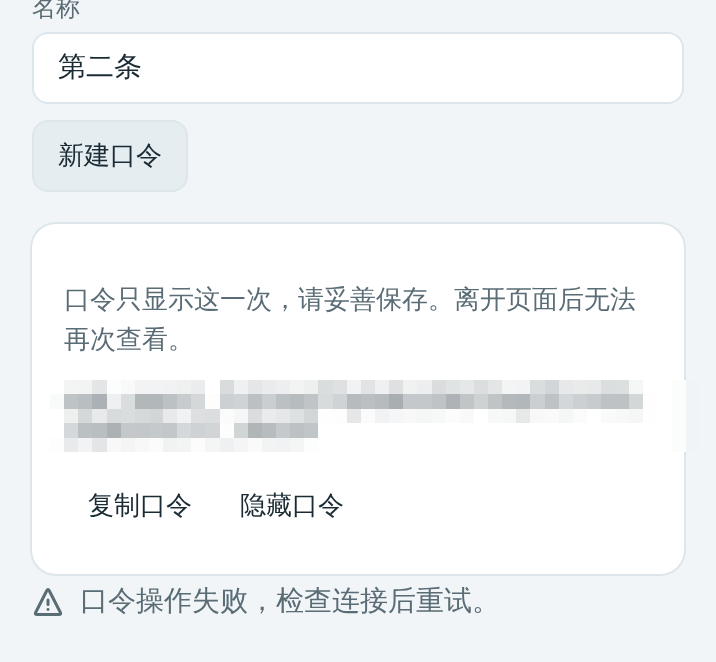 名称
第二条
新建口令
口令只显示这一次，请妥善保存。离开页面后无法
再次查看。
复制口令 隐藏口令
口令操作失败，检查连接后重试。